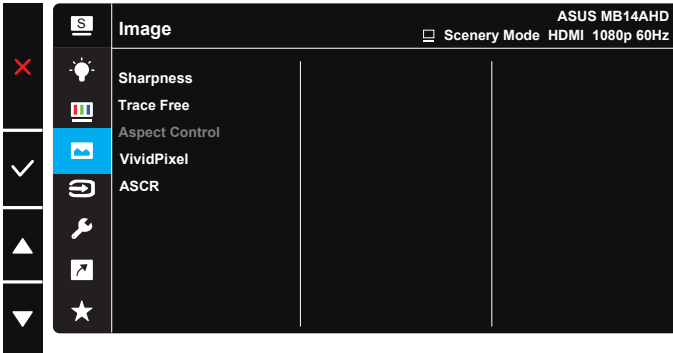 S
Image
ASUS MB14AHD
Scenery Mode HDMI 1080p 60Hz
Sharpness
Trace Free
Aspect Control
VividPixel
ASCR